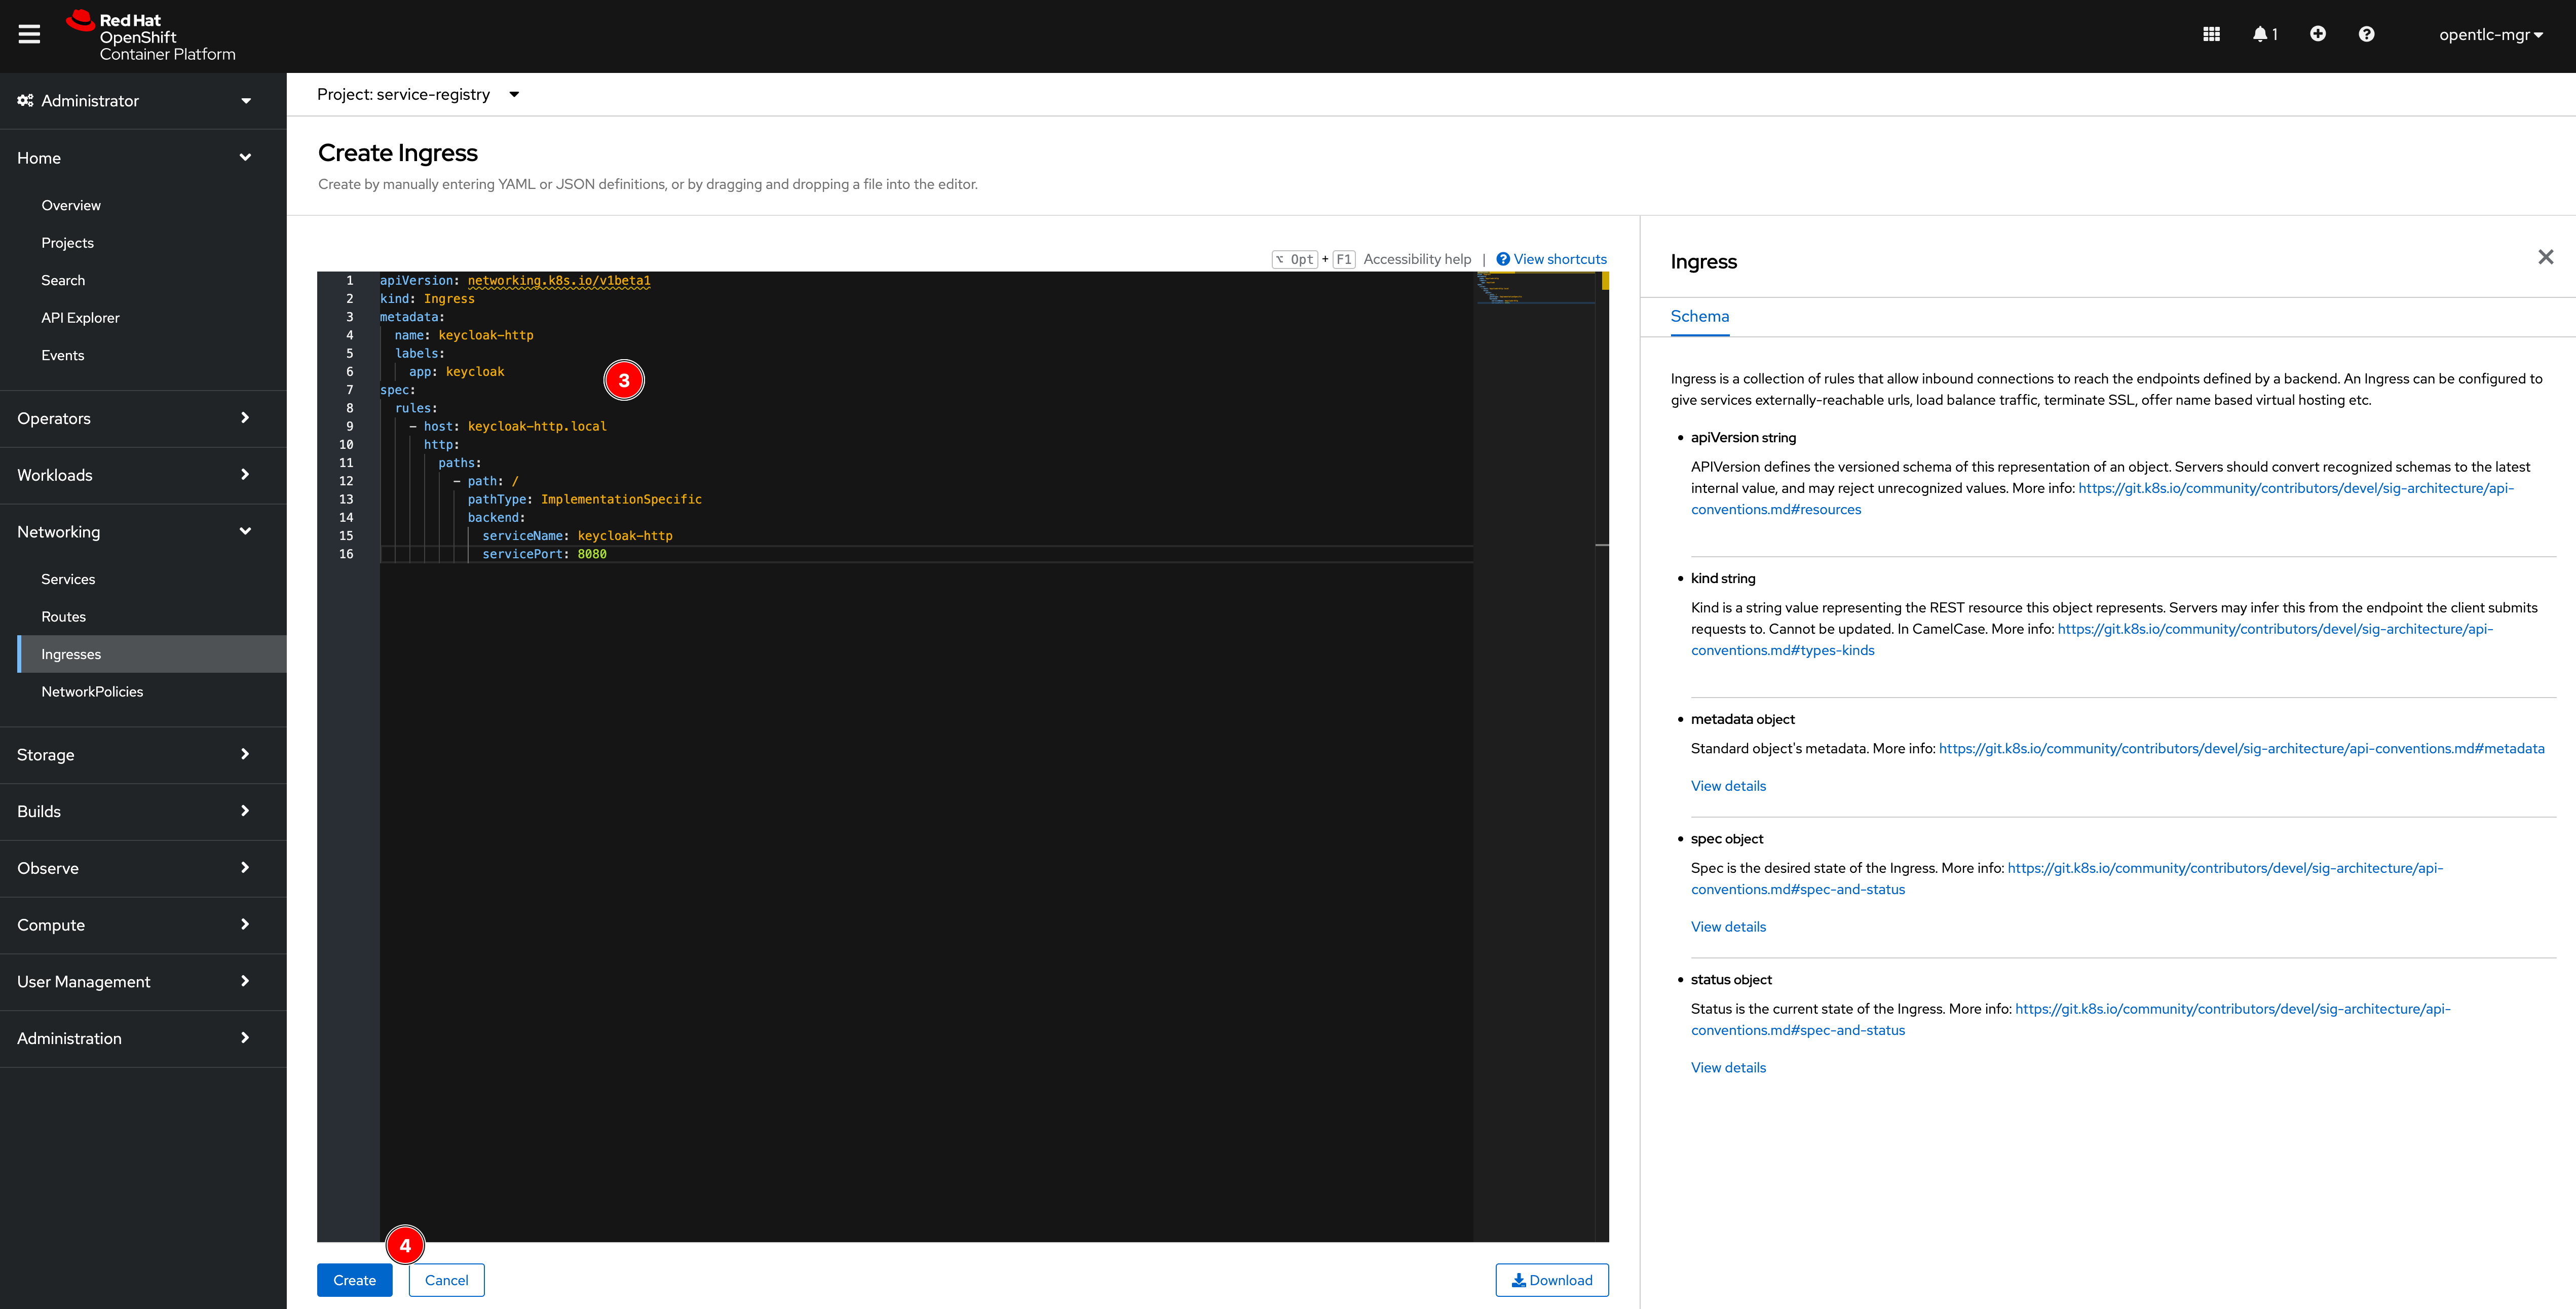 Red Hat
OpenShift
Container Platform
1
opentlc-mgr
Administrator
Home
Overview
Projects
Search
API Explorer
Events
Operators
Workloads
Networking
Services
Routes
Ingresses
NetworkPolicies
Storage
Builds
Observe
Compute
User Management
Administration
Project: service-registry
Create Ingress
Create by manually entering YAML or JSON definitions, or by dragging and dropping a file into the editor.
⌥ Opt + F1 Accessibility help | View shortcuts
1 apiVersion: networking.k8s.io/v1beta1
2 kind: Ingress
3 metadata:
4 name: keycloak-http
5 labels:
6 app: keycloak
7 spec:
8 rules:
9 - host: keycloak-http.local
10 http:
11 paths:
12 - path: /
13 pathType: ImplementationSpecific
14 backend:
15 serviceName: keycloak-http
16 servicePort: 8080
3
4
Create
Cancel
Download
Ingress
Schema
Ingress is a collection of rules that allow inbound connections to reach the endpoints defined by a backend. An Ingress can be configured to
give services externally-reachable urls, load balance traffic, terminate SSL, offer name based virtual hosting etc.
• apiVersion string
APIVersion defines the versioned schema of this representation of an object. Servers should convert recognized schemas to the latest
internal value, and may reject unrecognized values. More info: https://git.k8s.io/community/contributors/devel/sig-architecture/api-
conventions.md#resources
• kind string
Kind is a string value representing the REST resource this object represents. Servers may infer this from the endpoint the client submits
requests to. Cannot be updated. In CamelCase. More info: https://git.k8s.io/community/contributors/devel/sig-architecture/api-
conventions.md#types-kinds
• metadata object
Standard object's metadata. More info: https://git.k8s.io/community/contributors/devel/sig-architecture/api-conventions.md#metadata
View details
• spec object
Spec is the desired state of the Ingress. More info: https://git.k8s.io/community/contributors/devel/sig-architecture/api-
conventions.md#spec-and-status
View details
• status object
Status is the current state of the Ingress. More info: https://git.k8s.io/community/contributors/devel/sig-architecture/api-
conventions.md#spec-and-status
View details